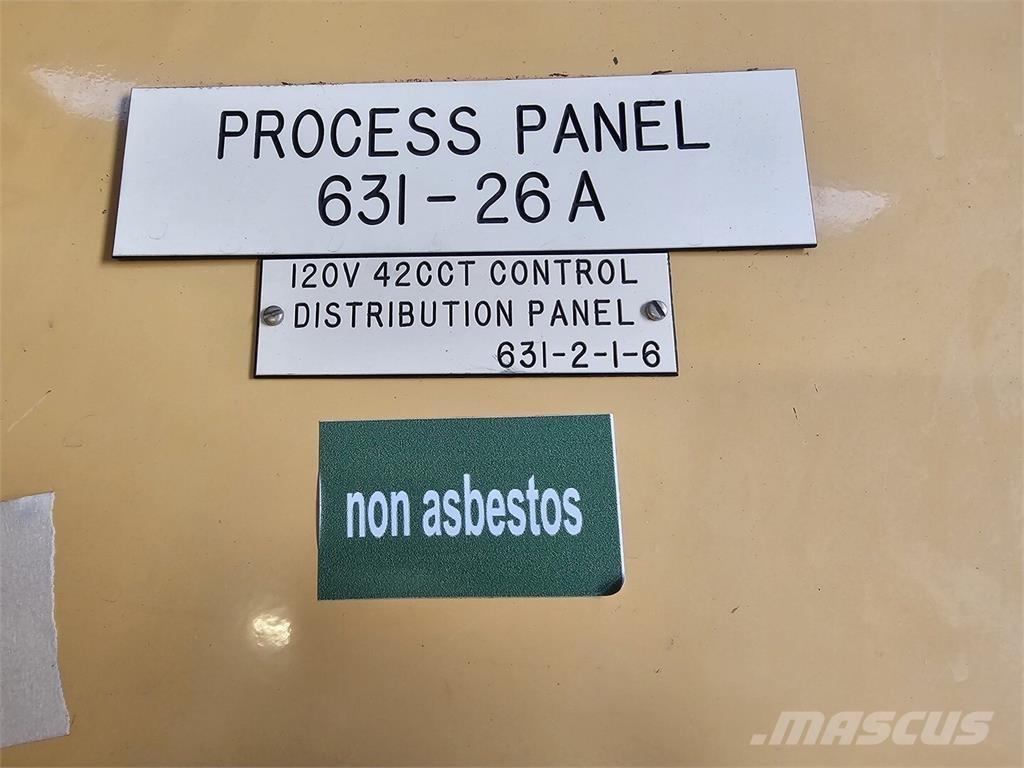 PROCESS PANEL
631-26A
120V 42CCT CONTROL
DISTRIBUTION PANEL
631-2-1-6
non asbestos
MASCUS